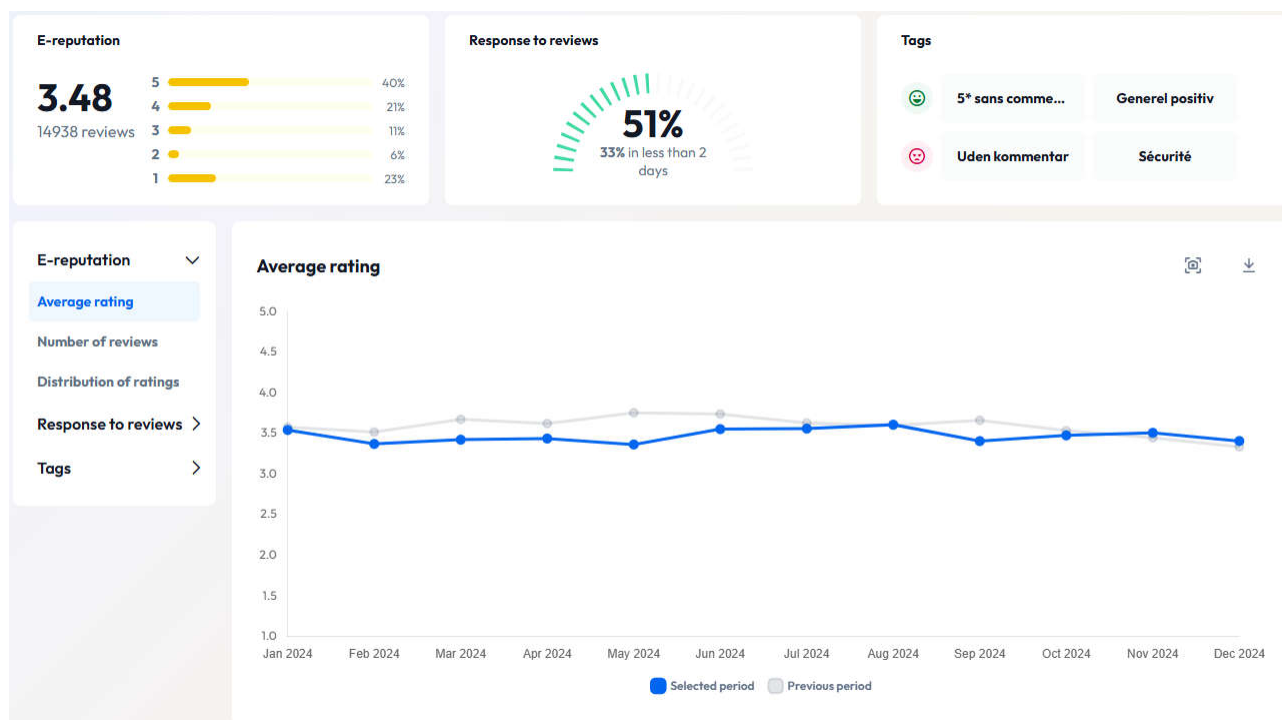 E-reputation
3.48
14938 reviews
5 40%
4 21%
3 11%
2 6%
1 23%
Response to reviews
51%
33% in less than 2
days
Tags
5* sans comme... Generel positiv
Uden kommentar Sécurité
E-reputation
Average rating
Number of reviews
Distribution of ratings
Response to reviews
Tags
Average rating
5.0
4.5
4.0
3.5
3.0
2.5
2.0
1.5
1.0
Jan 2024 Feb 2024 Mar 2024 Apr 2024 May 2024 Jun 2024 Jul 2024 Aug 2024 Sep 2024 Oct 2024 Nov 2024 Dec 2024
Selected period Previous period